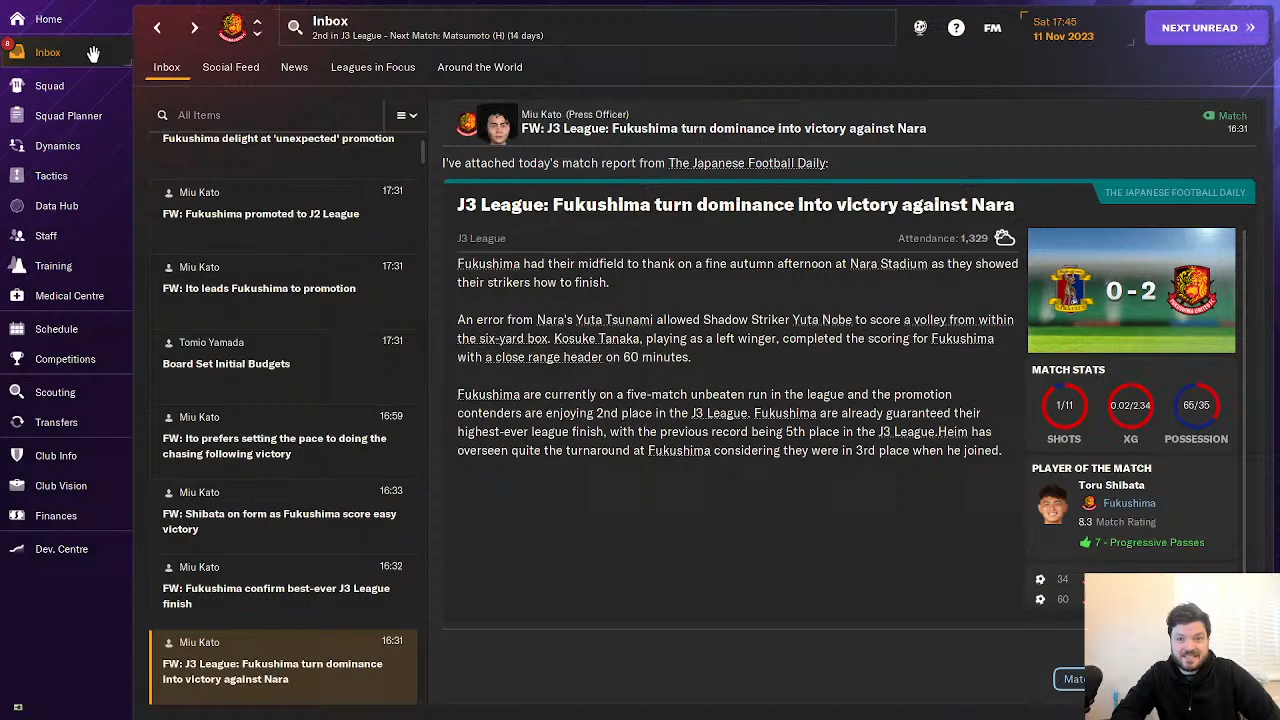 Home
Inbox
2nd in J3 League - Next Match: Matsumoto (H) (14 days)
FM
Sat 17:45
11 Nov 2023
NEXT UNREAD
8
Inbox
Squad
Squad Planner
Dynamics
Tactics
Data Hub
Staff
Training
Medical Centre
Schedule
Competitions
Scouting
Transfers
Club Info
Club Vision
Finances
Dev. Centre
Inbox
Social Feed
News
Leagues in Focus
Around the World
All Items
Fukushima delight at 'unexpected' promotion
Miu Kato
17:31
FW: Fukushima promoted to J2 League
Miu Kato
17:31
FW: Ito leads Fukushima to promotion
Tomio Yamada
17:31
Board Set Initial Budgets
Miu Kato
16:59
FW: Ito prefers setting the pace to doing the
chasing following victory
Miu Kato
16:33
FW: Shibata on form as Fukushima score easy
victory
Miu Kato
16:32
FW: Fukushima confirm best-ever J3 League
finish
Miu Kato
16:31
FW: J3 League: Fukushima turn dominance
into victory against Nara
Miu Kato (Press Officer)
FW: J3 League: Fukushima turn dominance into victory against Nara
Match
16:31
I've attached today's match report from The Japanese Football Daily:
THE JAPANESE FOOTBALL DAILY
J3 League: Fukushima turn dominance into victory against Nara
J3 League
Attendance: 1,329
Fukushima had their midfield to thank on a fine autumn afternoon at Nara Stadium as they showed
their strikers how to finish.
An error from Nara's Yuta Tsunami allowed Shadow Striker Yuta Nobe to score a volley from within
the six-yard box. Kosuke Tanaka, playing as a left winger, completed the scoring for Fukushima
with a close range header on 60 minutes.
Fukushima are currently on a five-match unbeaten run in the league and the promotion
contenders are enjoying 2nd place in the J3 League. Fukushima are already guaranteed their
highest-ever league finish, with the previous record being 5th place in the J3 League.Heim has
overseen quite the turnaround at Fukushima considering they were in 3rd place when he joined.
0 - 2
MATCH STATS
1/11
0.02/2.34
65/35
SHOTS
XG
POSSESSION
PLAYER OF THE MATCH
Toru Shibata
Fukushima
8.3 Match Rating
7 - Progressive Passes
34
60